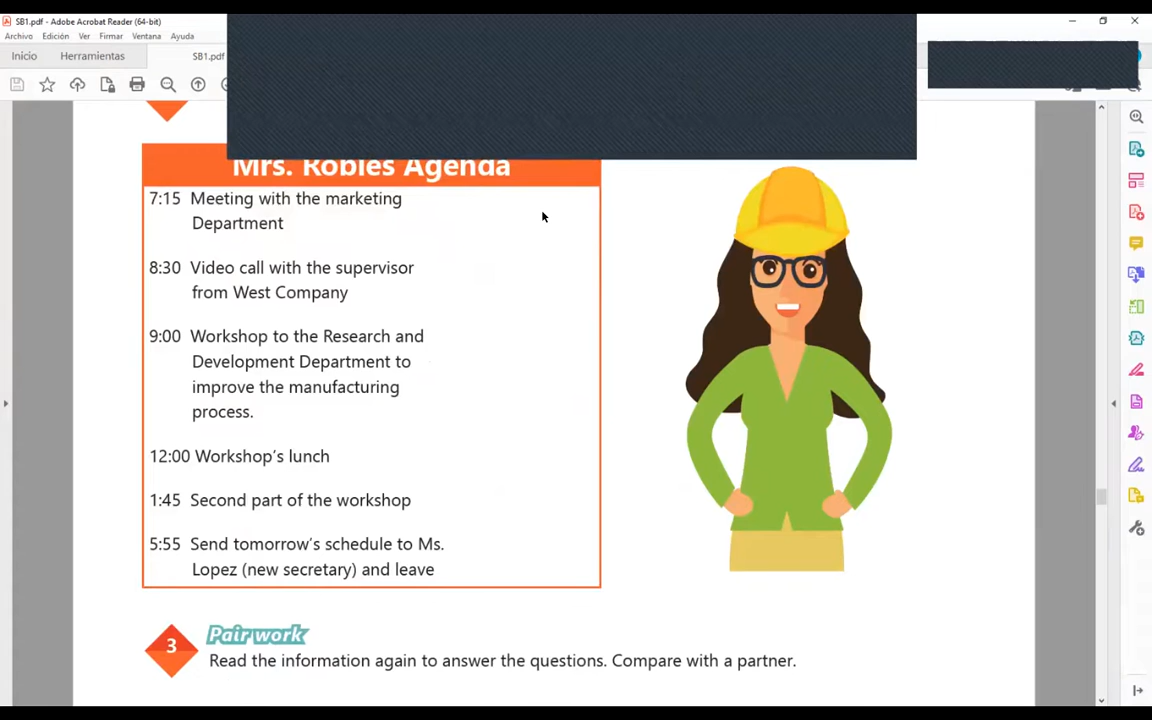 SB1.pdf - Adobe Acrobat Reader (64-bit)
Archivo Edición Ver Firmar Ventana Ayuda
Inicio Herramientas SB1.pdf
Mrs. Robles Agenda
7:15 Meeting with the marketing
Department
8:30 Video call with the supervisor
from West Company
9:00 Workshop to the Research and
Development Department to
improve the manufacturing
process.
12:00 Workshop's lunch
1:45 Second part of the workshop
5:55 Send tomorrow's schedule to Ms.
Lopez (new secretary) and leave
3
Pair work
Read the information again to answer the questions. Compare with a partner.